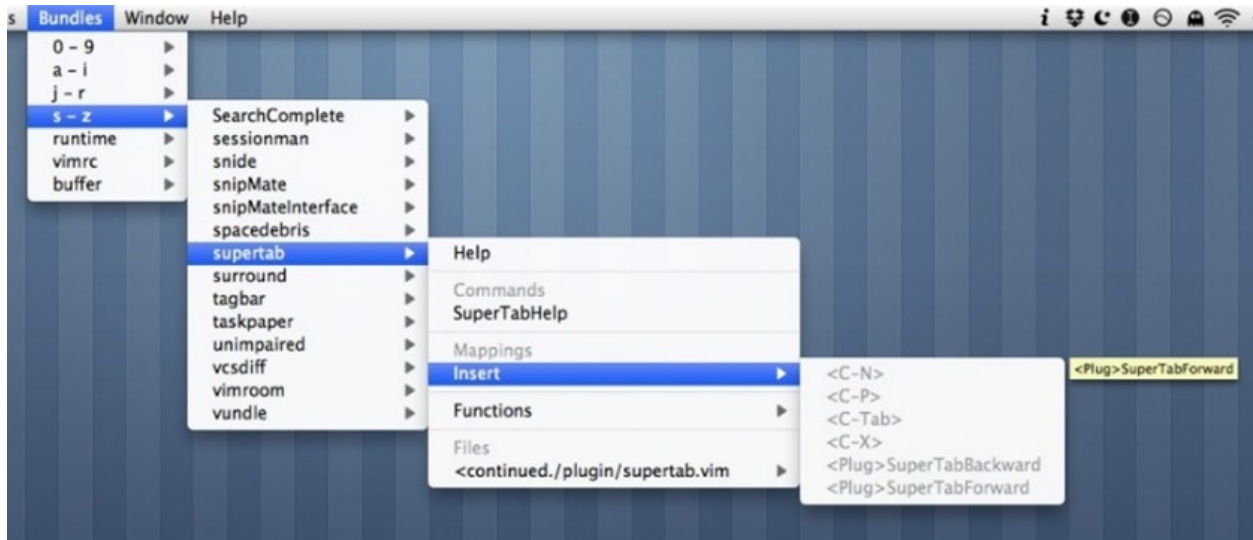 s Bundles Window Help
0 - 9
a - i
j - r
s - z
runtime
vimrc
buffer
SearchComplete
sessionman
snide
snipMate
snipMateInterface
spacedebris
supertab
surround
tagbar
taskpaper
unimpaired
vcsdiff
vimroom
vundle
Help
Commands
SuperTabHelp
Mappings
Insert
Functions
Files
<continued./plugin/supertab.vim
<C-N>
<C-P>
<C-Tab>
<C-X>
<Plug>SuperTabBackward
<Plug>SuperTabForward
<Plug>SuperTabForward